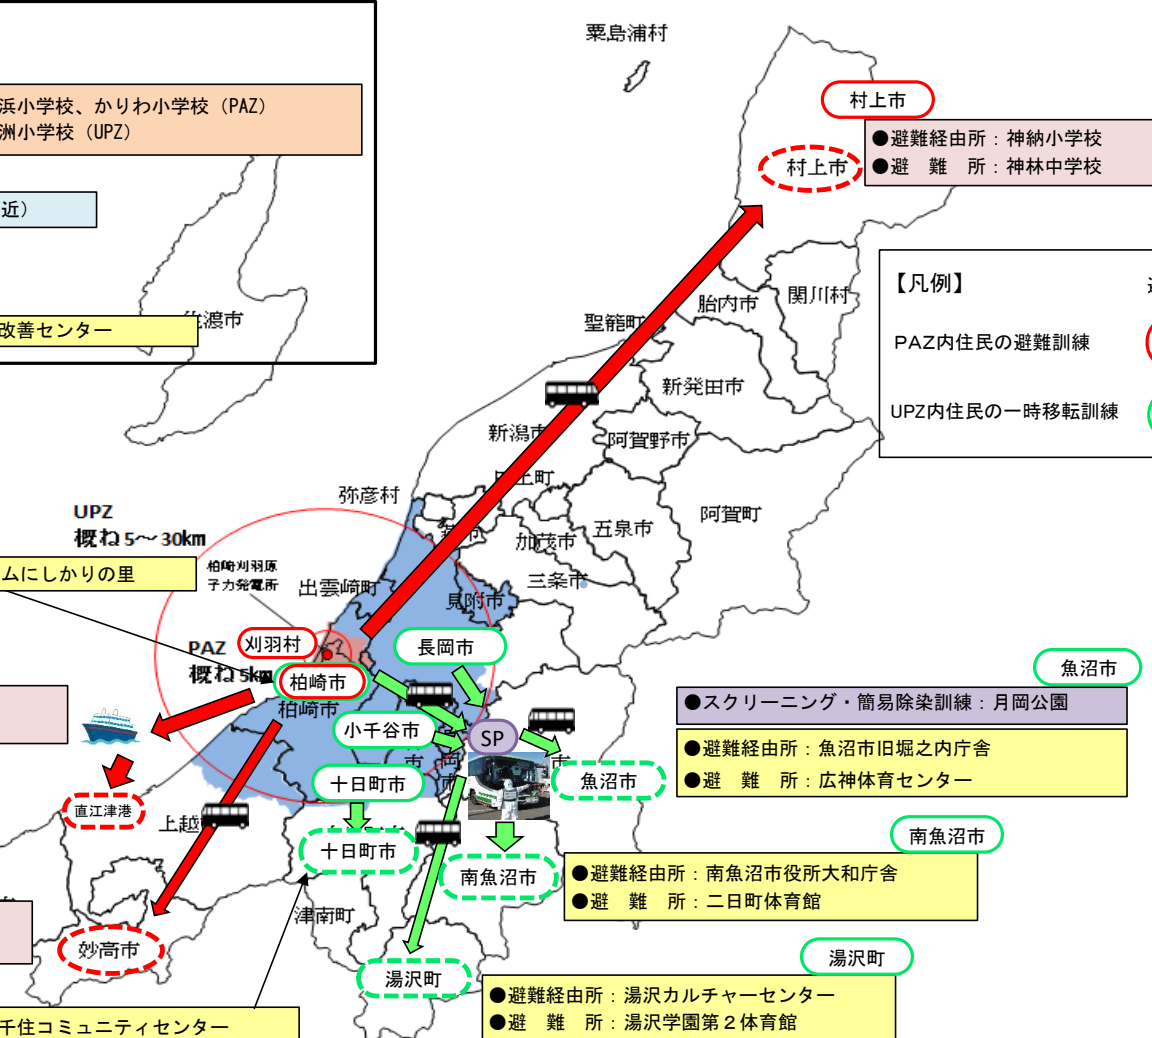 粟島浦村
浜小学校、かりわ小学校（PAZ）
洲小学校（UPZ）
近）
改善センター
佐渡市
村上市
●避難経由所：神納小学校
●避　難　所：神林中学校
村上市
【凡例】
PAZ内住民の避難訓練
UPZ内住民の一時移転訓練
関川村
胎内市
聖籠町
新発田市
新潟市
阿賀野市
弥彦村
五泉市
阿賀町
加茂市
三条市
見附市
UPZ
概ね5～30km
ムにしかりの里
柏崎刈羽原
子力発電所
出雲崎町
PAZ
概ね5km
刈羽村
柏崎市
柏崎市
長岡市
小千谷市
SP
十日町市
魚沼市
魚沼市
●スクリーニング・簡易除染訓練：月岡公園
●避難経由所：魚沼市旧堀之内庁舎
●避　難　所：広神体育センター
直江津港
上越
十日町市
南魚沼市
南魚沼市
●避難経由所：南魚沼市役所大和庁舎
●避　難　所：二日町体育館
津南町
妙高市
湯沢町
湯沢町
●避難経由所：湯沢カルチャーセンター
●避　難　所：湯沢学園第２体育館
千住コミュニティセンター